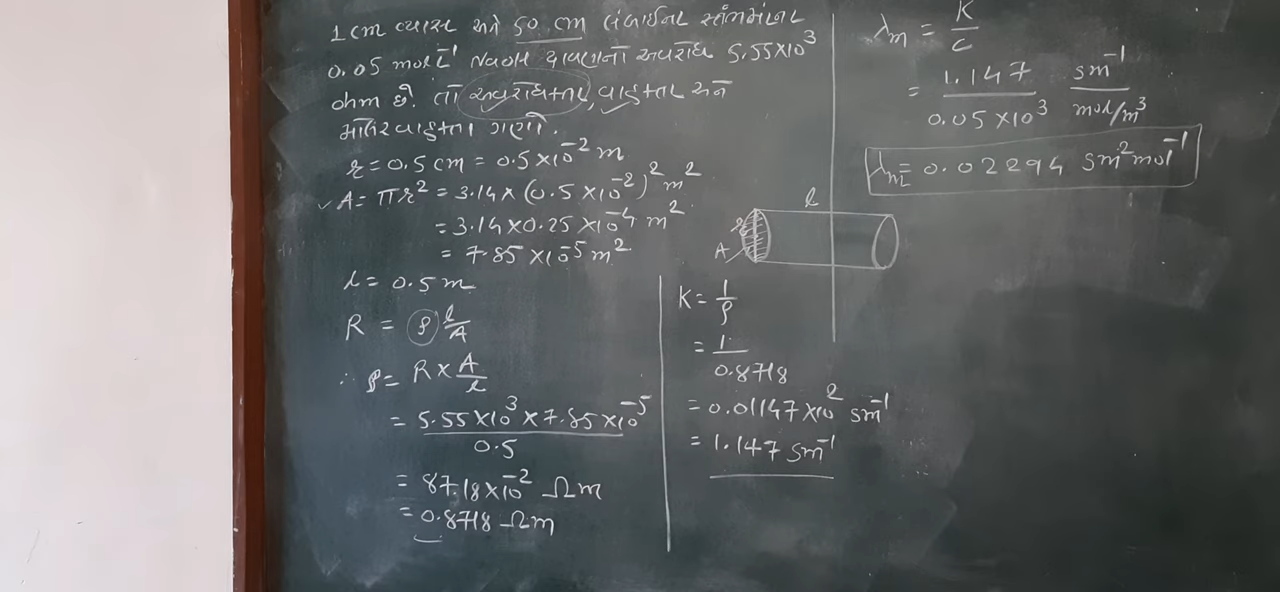 1 cm વ્યાસ અને 50 cm લંબાઈના સ્તંભમાંના
0.05 mol L⁻¹ NaOH દ્રાવણનો અવરોધ 5.55×10³
ohm છે. તો અવરોધકતા, વાહકતા અને
મોલર વાહકતા ગણો.
r = 0.5 cm = 0.5×10⁻² m
A = πr² = 3.14 × (0.5×10⁻²)² m²
= 3.14 × 0.25 × 10⁻⁴ m²
= 7.85 × 10⁻⁵ m²
l = 0.5 m
R = ρ l/A
∴ ρ = R × A/l
= 5.55×10³ × 7.85×10⁻⁵ / 0.5
= 87.18×10⁻² Ωm
= 0.8718 Ωm
K = 1/ρ
= 1/0.8718
= 0.01147×10² Sm⁻¹
= 1.147 Sm⁻¹
λm = K/C
= 1.147 / 0.05×10³ Sm⁻¹ / mol/m³
λm = 0.02294 Sm² mol⁻¹
l
r
A